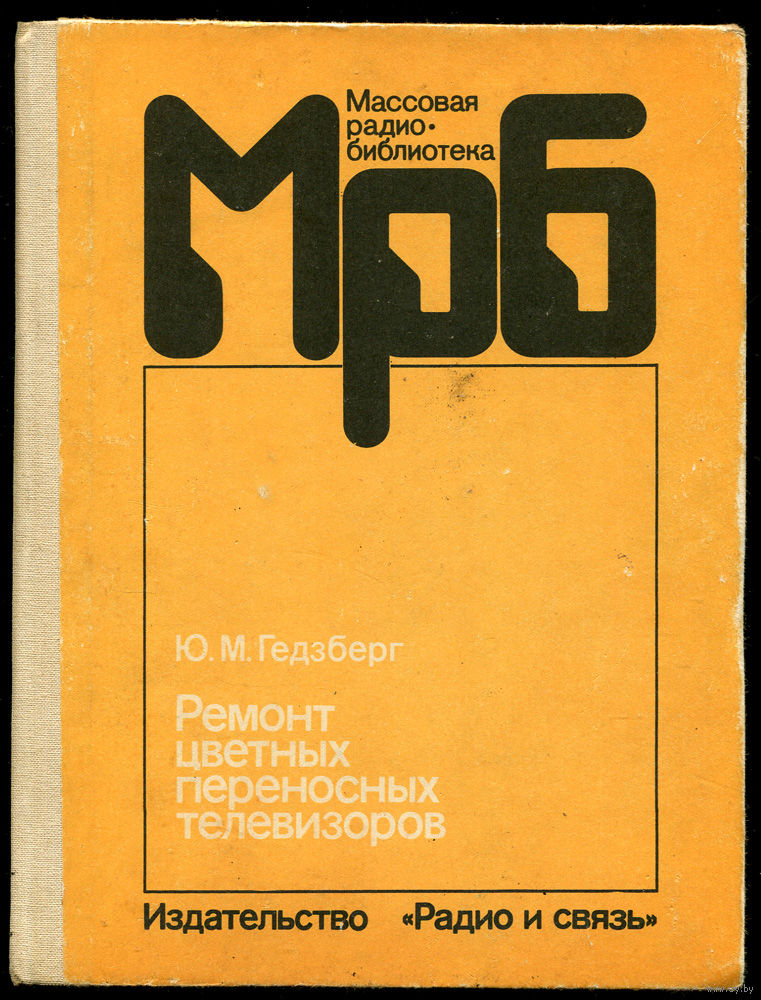 Массовая
радио•
библиотека
Мрб
Ю. М. Гедзберг
Ремонт
цветных
переносных
телевизоров
Издательство «Радио и связь»